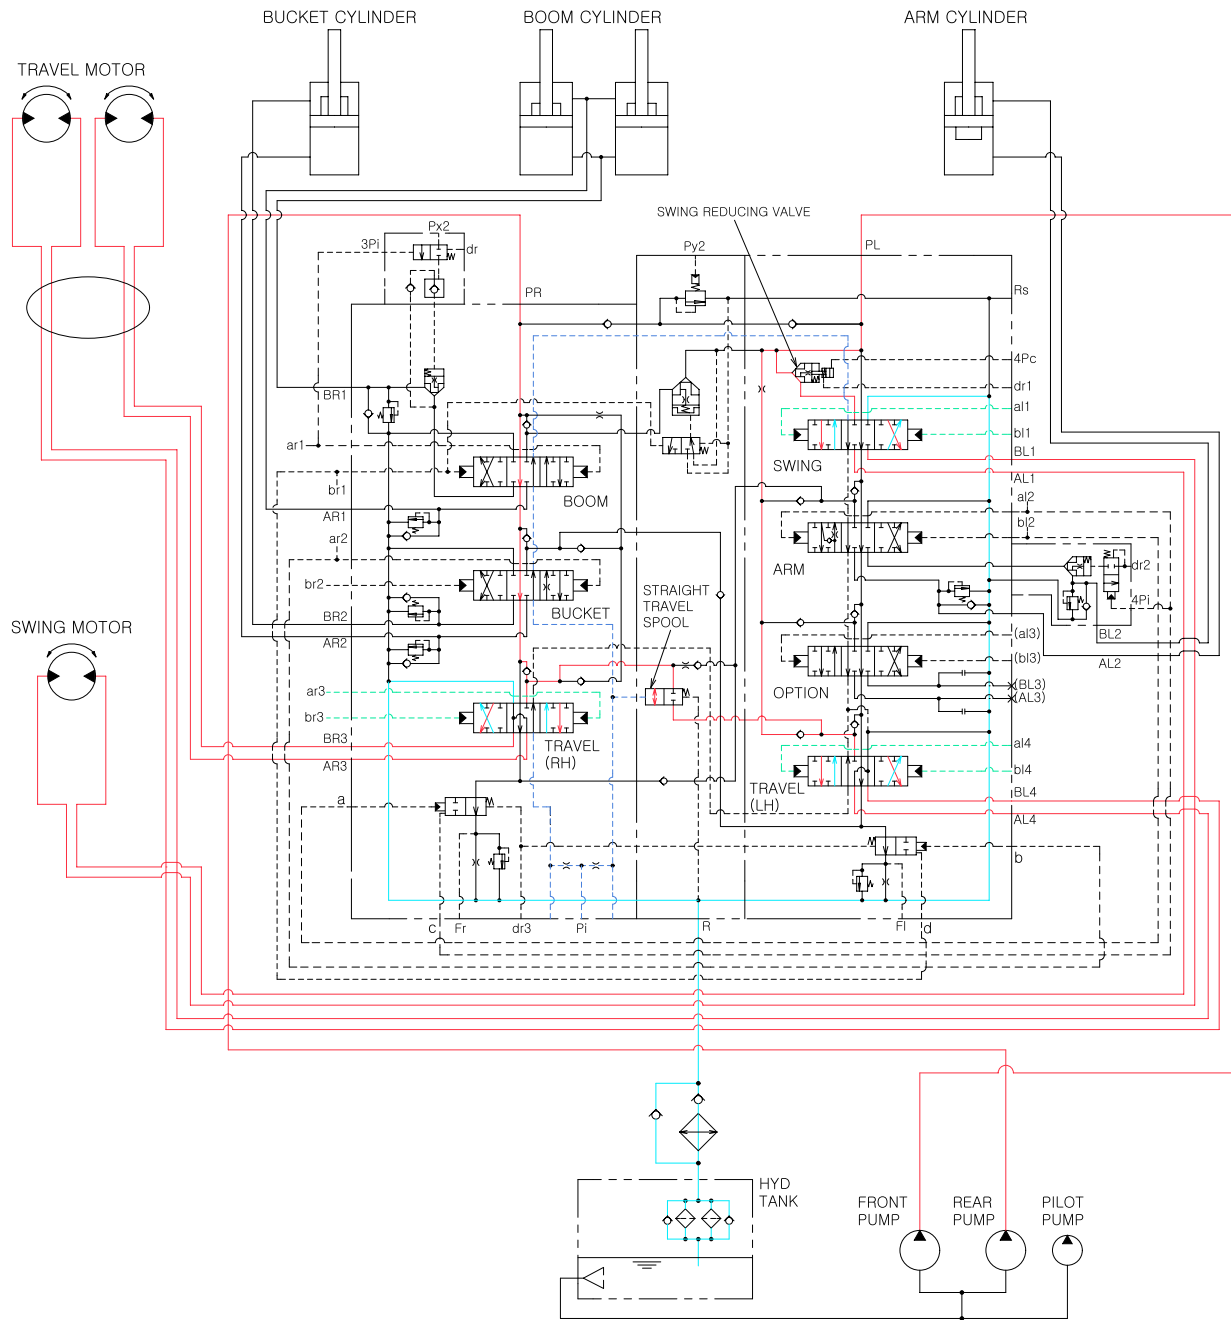 BUCKET CYLINDER
BOOM CYLINDER
ARM CYLINDER
TRAVEL MOTOR
SWING REDUCING VALVE
Px2
3Pi
dr
Py2
PL
PR
Rs
4Pc
dr1
BR1
al1
bl1
BL1
ar1
SWING
br1
BOOM
AL1
al2
AR1
bl2
ar2
ARM
dr2
br2
BUCKET
STRAIGHT
TRAVEL
SPOOL
4Pi
BR2
SWING MOTOR
(al3)
BL2
AR2
(bl3)
AL2
OPTION
(BL3)
(AL3)
ar3
br3
BR3
TRAVEL
(RH)
al4
AR3
bl4
TRAVEL
(LH)
BL4
a
AL4
b
c
Fr
dr3
Pi
R
Fl
d
HYD
TANK
FRONT
PUMP
REAR
PUMP
PILOT
PUMP